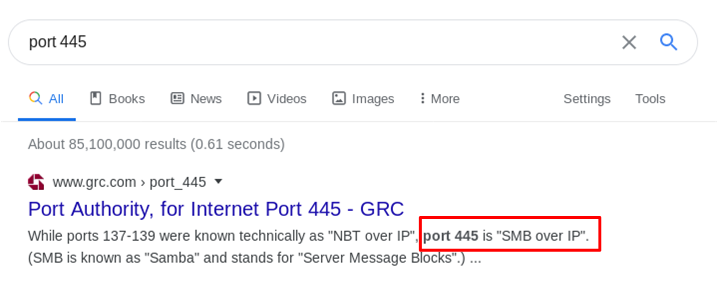 port 445
All Books News Videos Images More Settings Tools
About 85,100,000 results (0.61 seconds)
www.grc.com › port_445
Port Authority, for Internet Port 445 - GRC
While ports 137-139 were known technically as "NBT over IP", port 445 is "SMB over IP".
(SMB is known as "Samba" and stands for "Server Message Blocks".) ...